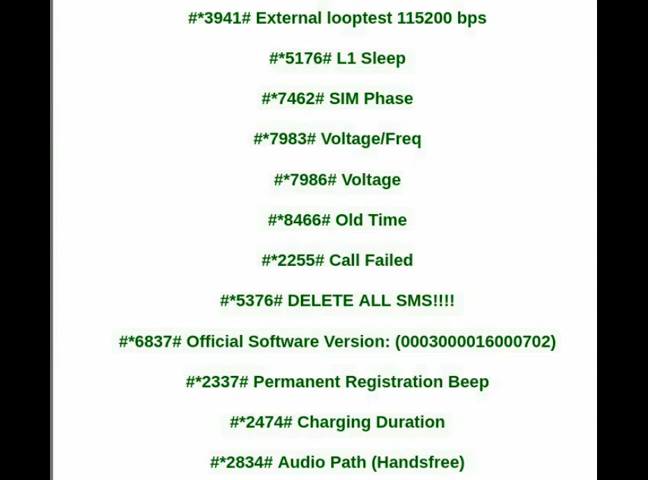 #*3941# External looptest 115200 bps
#*5176# L1 Sleep
#*7462# SIM Phase
#*7983# Voltage/Freq
#*7986# Voltage
#*8466# Old Time
#*2255# Call Failed
#*5376# DELETE ALL SMS!!!!
#*6837# Official Software Version: (0003000016000702)
#*2337# Permanent Registration Beep
#*2474# Charging Duration
#*2834# Audio Path (Handsfree)